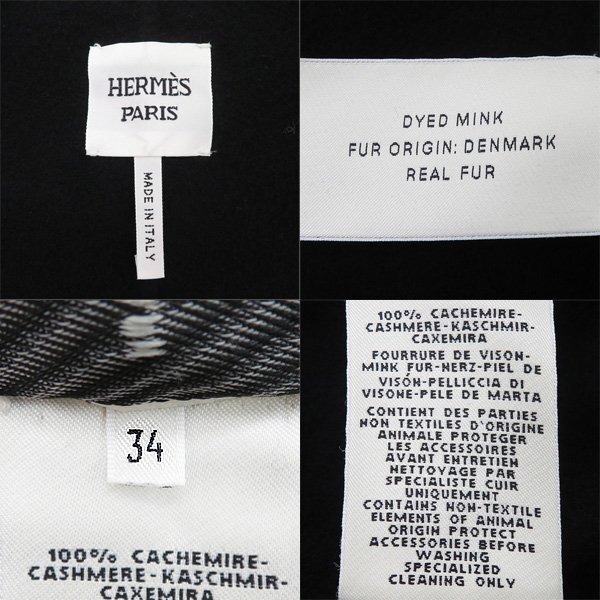 HERMÈS
PARIS
MADE IN ITALY
DYED MINK
FUR ORIGIN: DENMARK
REAL FUR
34
100% CACHEMIRE-
CASHMERE-KASCHMIR-
CAXEMIRA
100% CACHEMIRE-
CASHMERE-KASCHMIR-
CAXEMIRA
FOURRURE DE VISON-
MINK FUR-HERZ-PIEL DE
VISÓN-PELLICCIA DI
VISONE-PELE DE MARTA
CONTIENT DES PARTIES
NON TEXTILES D'ORIGINE
ANIMALE PROTEGER
LES ACCESSOIRES
AVANT ENTRETIEN
NETTOYAGE PAR
SPECIALISTE CUIR
UNIQUEMENT
CONTAINS NON-TEXTILE
ELEMENTS OF ANIMAL
ORIGIN PROTECT
ACCESSORIES BEFORE
WASHING
SPECIALIZED
CLEANING ONLY